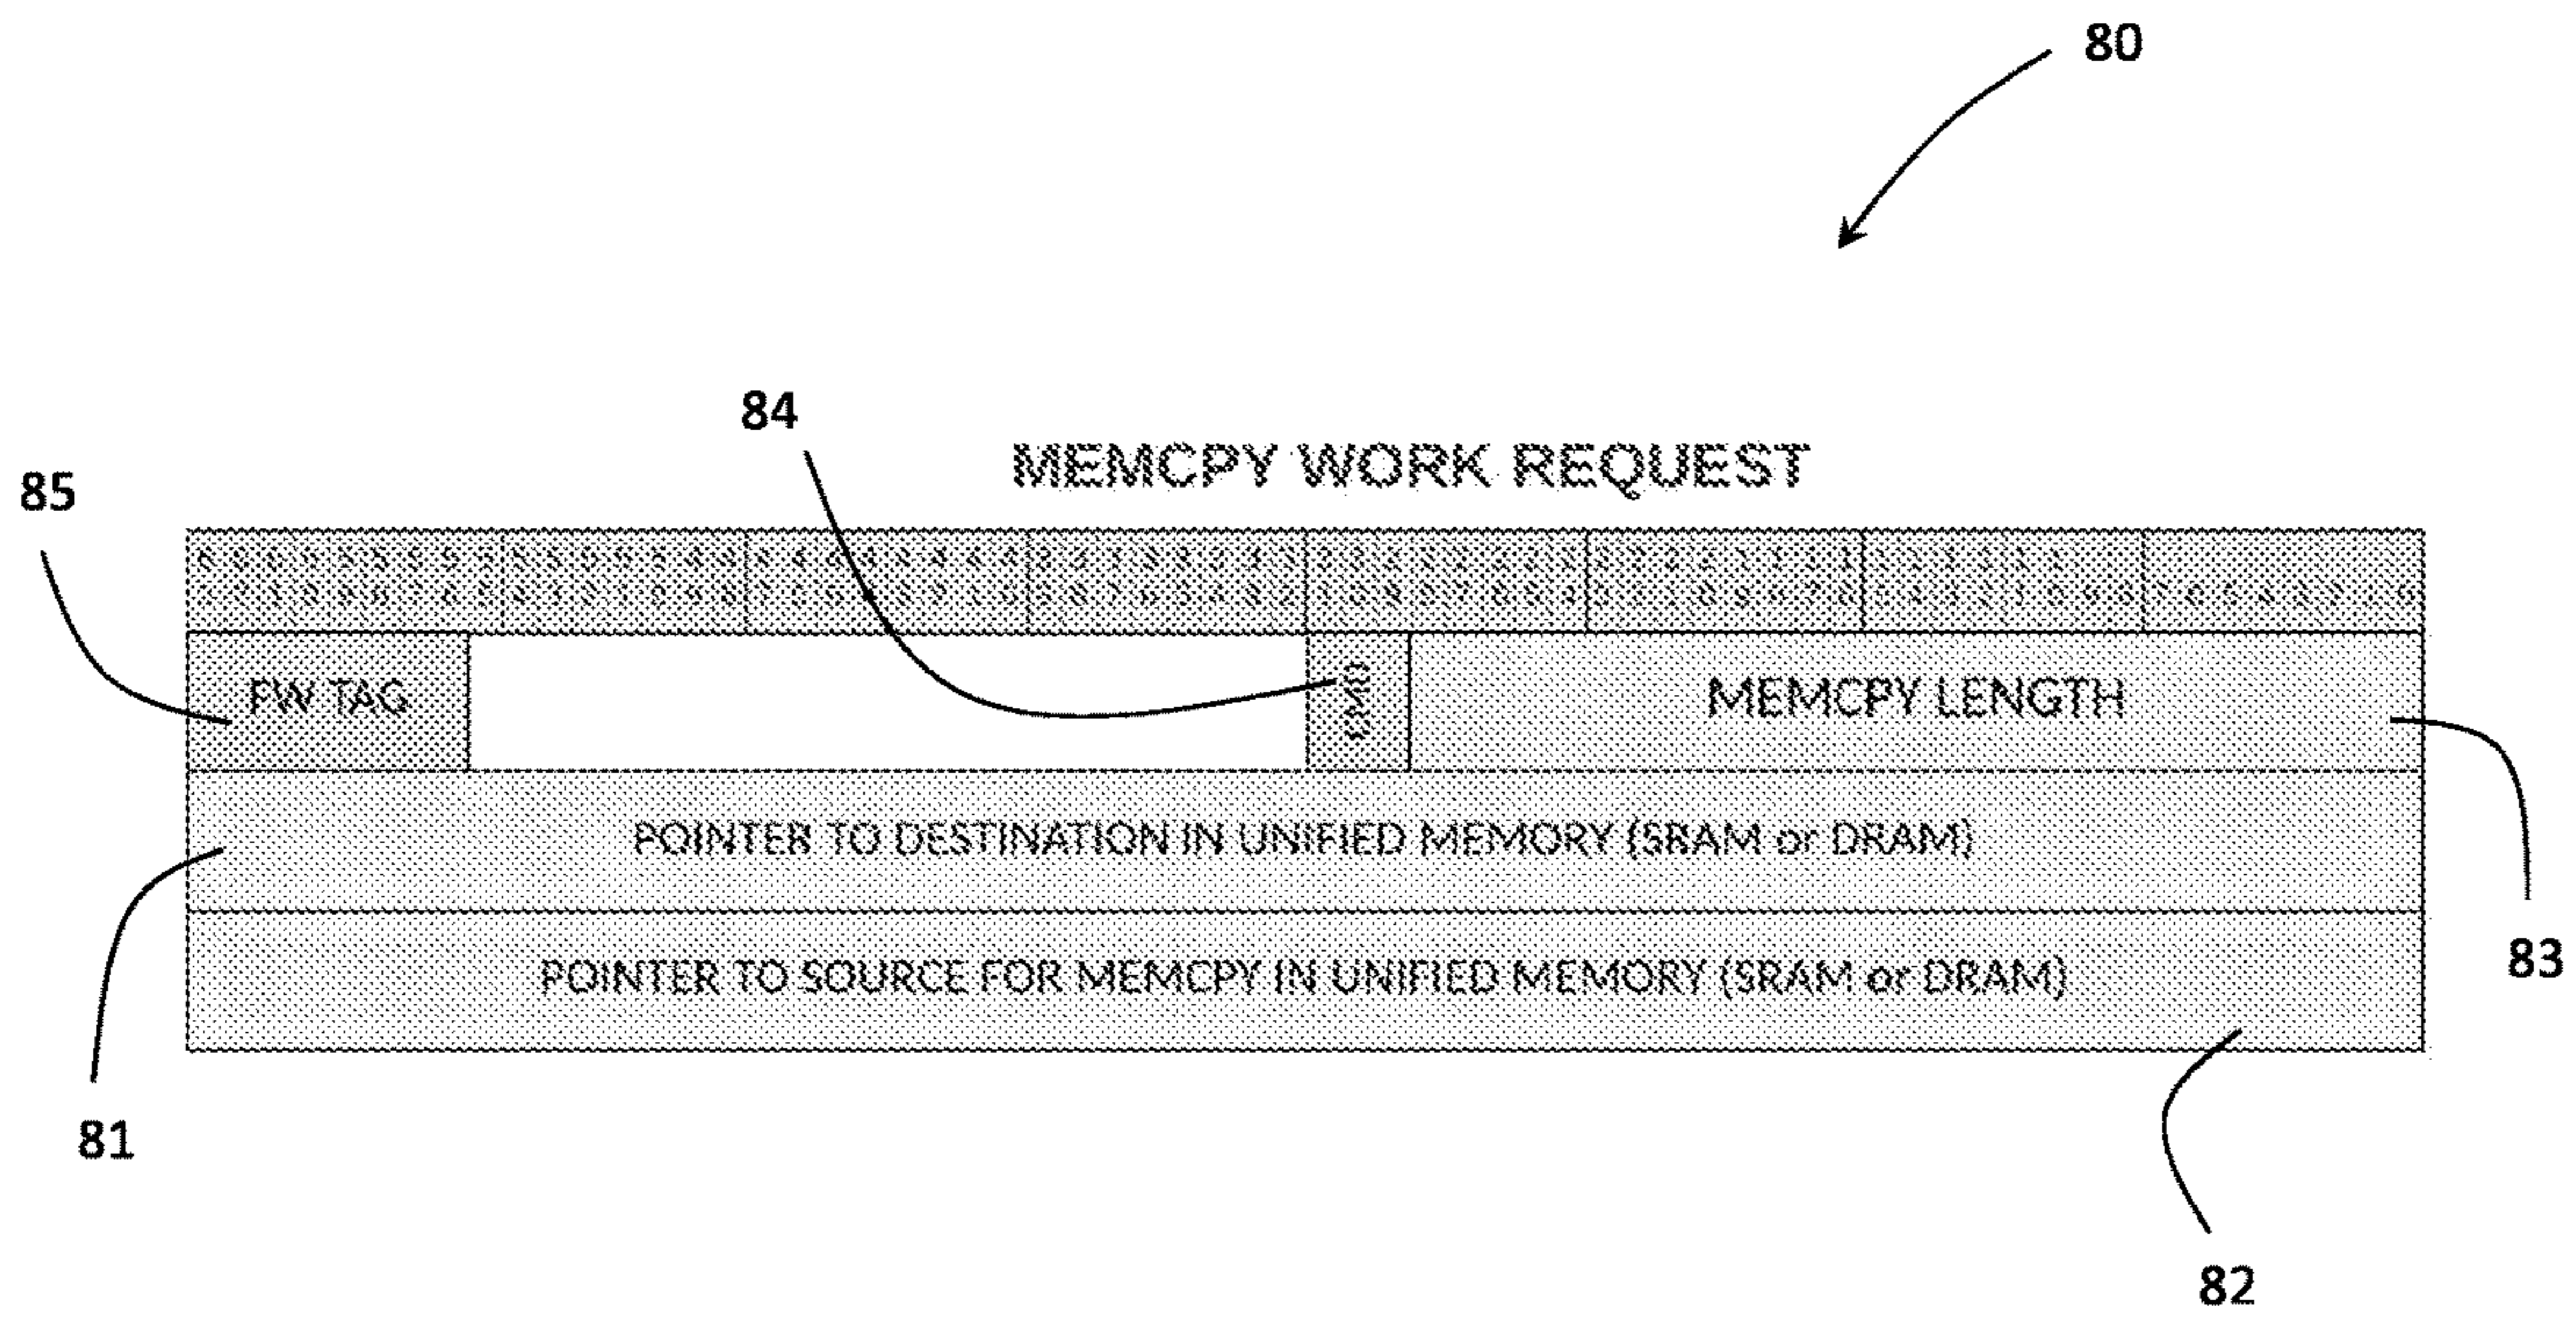 80
84
MEMCPY WORK REQUEST
85
FW TAG
CMD
MEMCPY LENGTH
POINTER TO DESTINATION IN UNIFIED MEMORY (SRAM or DRAM)
POINTER TO SOURCE FOR MEMCPY IN UNIFIED MEMORY (SRAM or DRAM)
83
81
82